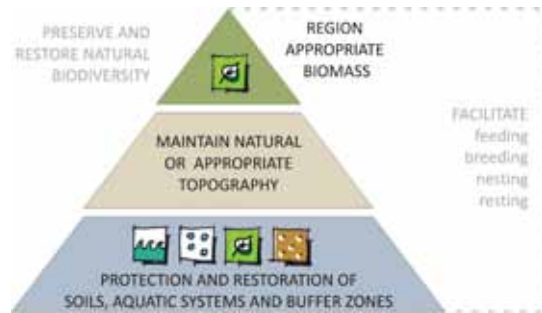 PRESERVE AND
RESTORE NATURAL
BIODIVERSITY
REGION
APPROPRIATE
BIOMASS
FACILITATE
feeding
breeding
nesting
resting
MAINTAIN NATURAL
OR APPROPRIATE
TOPOGRAPHY
PROTECTION AND RESTORATION OF
SOILS, AQUATIC SYSTEMS AND BUFFER ZONES